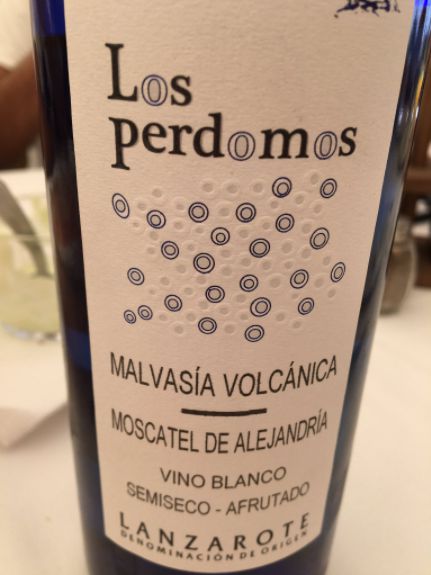 Los
perdomos
MALVASÍA VOLCÁNICA
MOSCATEL DE ALEJANDRÍA
VINO BLANCO
SEMISECO - AFRUTADO
LANZAROTE
DENOMINACIÓN DE ORIGEN